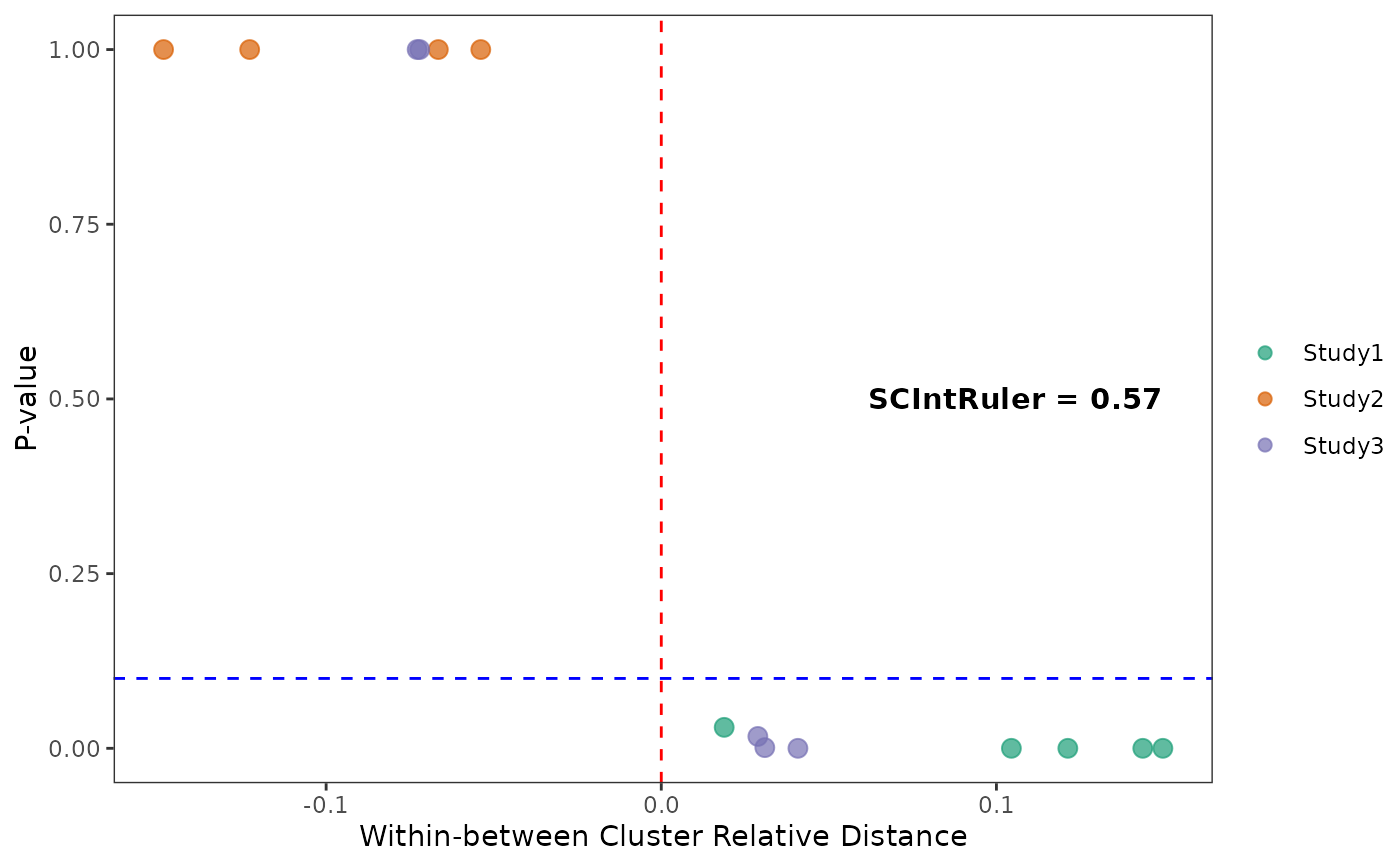 1.00
0.75
0.50
0.25
0.00
P-value
SCIntRuler = 0.57
Study1
Study2
Study3
-0.1
0.0
0.1
Within-between Cluster Relative Distance